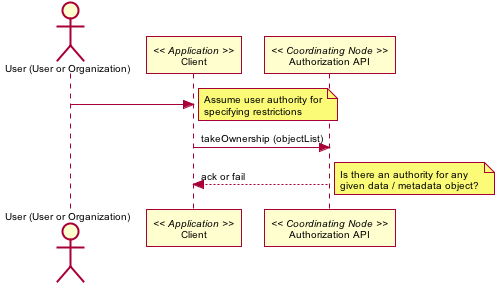 << Application >>
Client
<< Coordinating Node >>
Authorization API
User (User or Organization)
Assume user authority for
specifying restrictions
takeOwnership (objectList)
ack or fail
Is there an authority for any
given data / metadata object?
User (User or Organization)
<< Application >>
Client
<< Coordinating Node >>
Authorization API